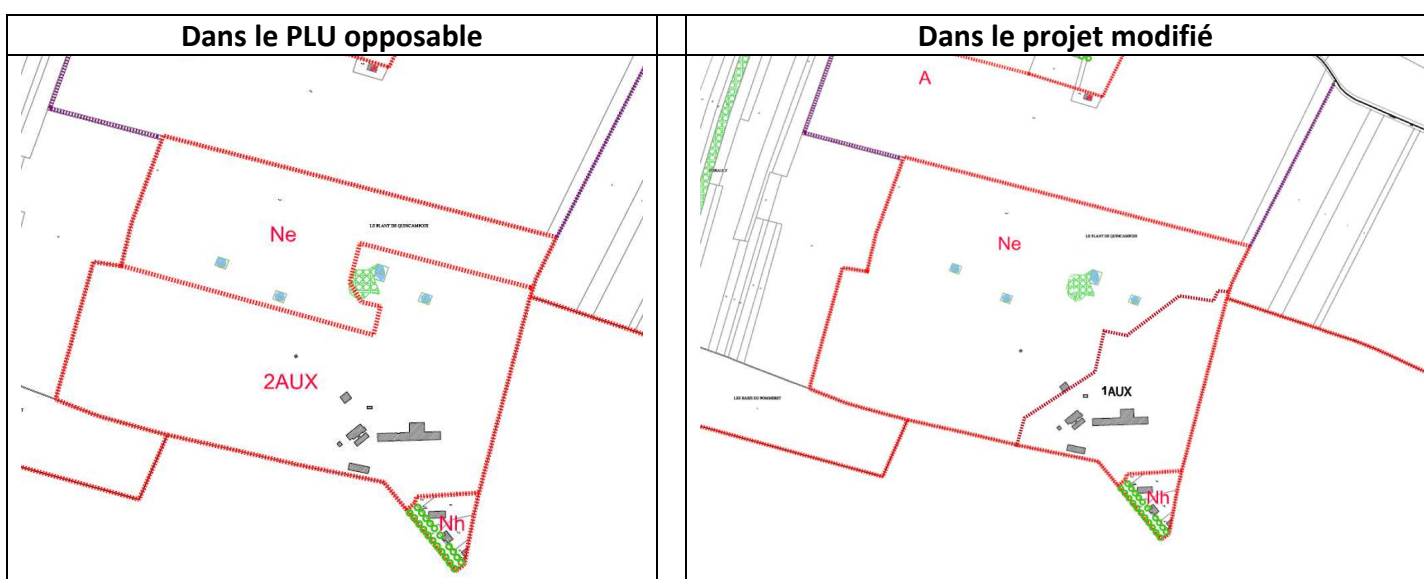 Dans le PLU opposable
Dans le projet modifié
Ne
LE PLANT DE QUINCAMPOIX
2AUX
Nh
A
LE PLANT DE QUINCAMPOIX
Ne
1AUX
LES HAIES DU POMMERET
Nh